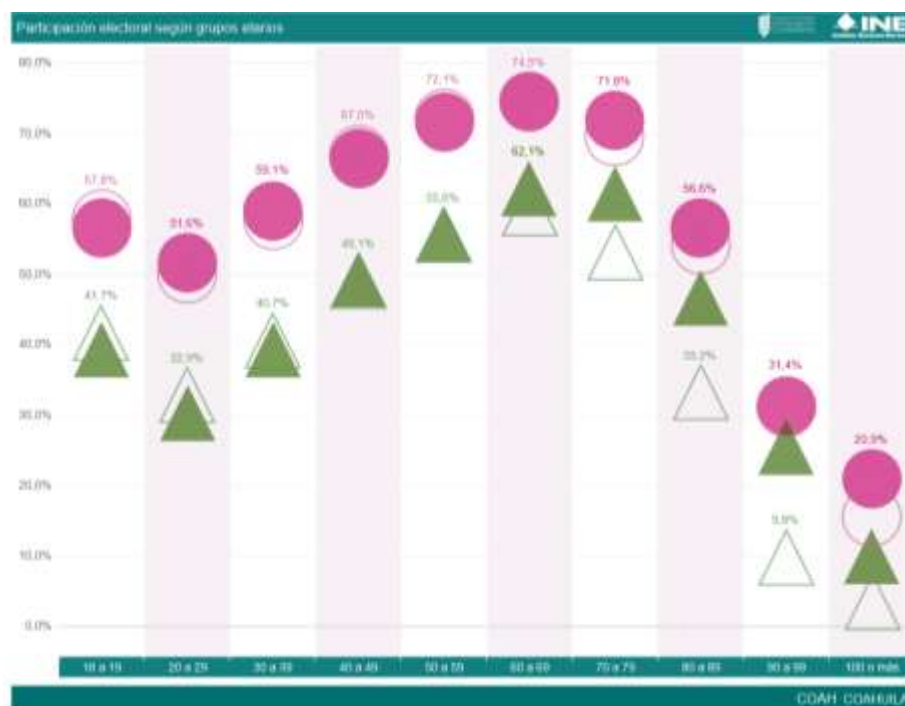 Participación electoral según grupos etarios
INE
80.0%
70.0%
60.0%
50.0%
40.0%
30.0%
20.0%
10.0%
0.0%
57,8%
41,7%
51,6%
32,9%
59,1%
40,7%
67,0%
49,1%
72,1%
55,8%
74,5%
62,1%
71,8%
56,6%
33,2%
31,4%
9,8%
20,9%
18 a 19
20 a 29
30 a 39
40 a 49
50 a 59
60 a 69
70 a 79
80 a 89
90 a 99
100 o más
COAH COAHUILA